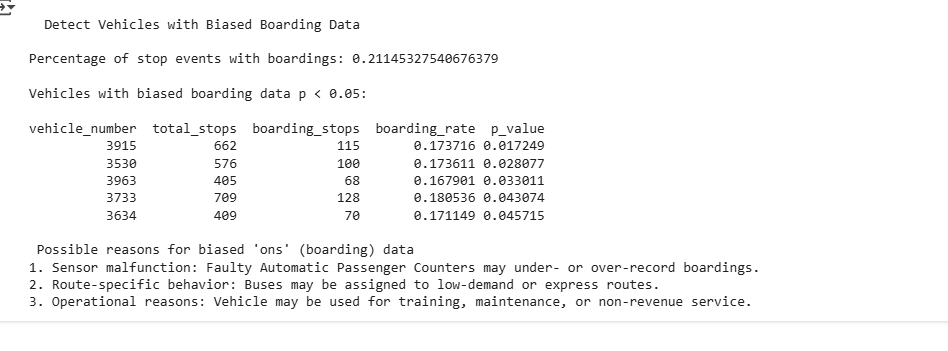 Detect Vehicles with Biased Boarding Data
Percentage of stop events with boardings: 0.21145327540676379
Vehicles with biased boarding data p < 0.05:
vehicle_number total_stops boarding_stops boarding_rate p_value
3915 662 115 0.173716 0.017249
3530 576 100 0.173611 0.028077
3963 405 68 0.167901 0.033011
3733 709 128 0.180536 0.043074
3634 409 70 0.171149 0.045715
Possible reasons for biased 'ons' (boarding) data
1. Sensor malfunction: Faulty Automatic Passenger Counters may under- or over-record boardings.
2. Route-specific behavior: Buses may be assigned to low-demand or express routes.
3. Operational reasons: Vehicle may be used for training, maintenance, or non-revenue service.